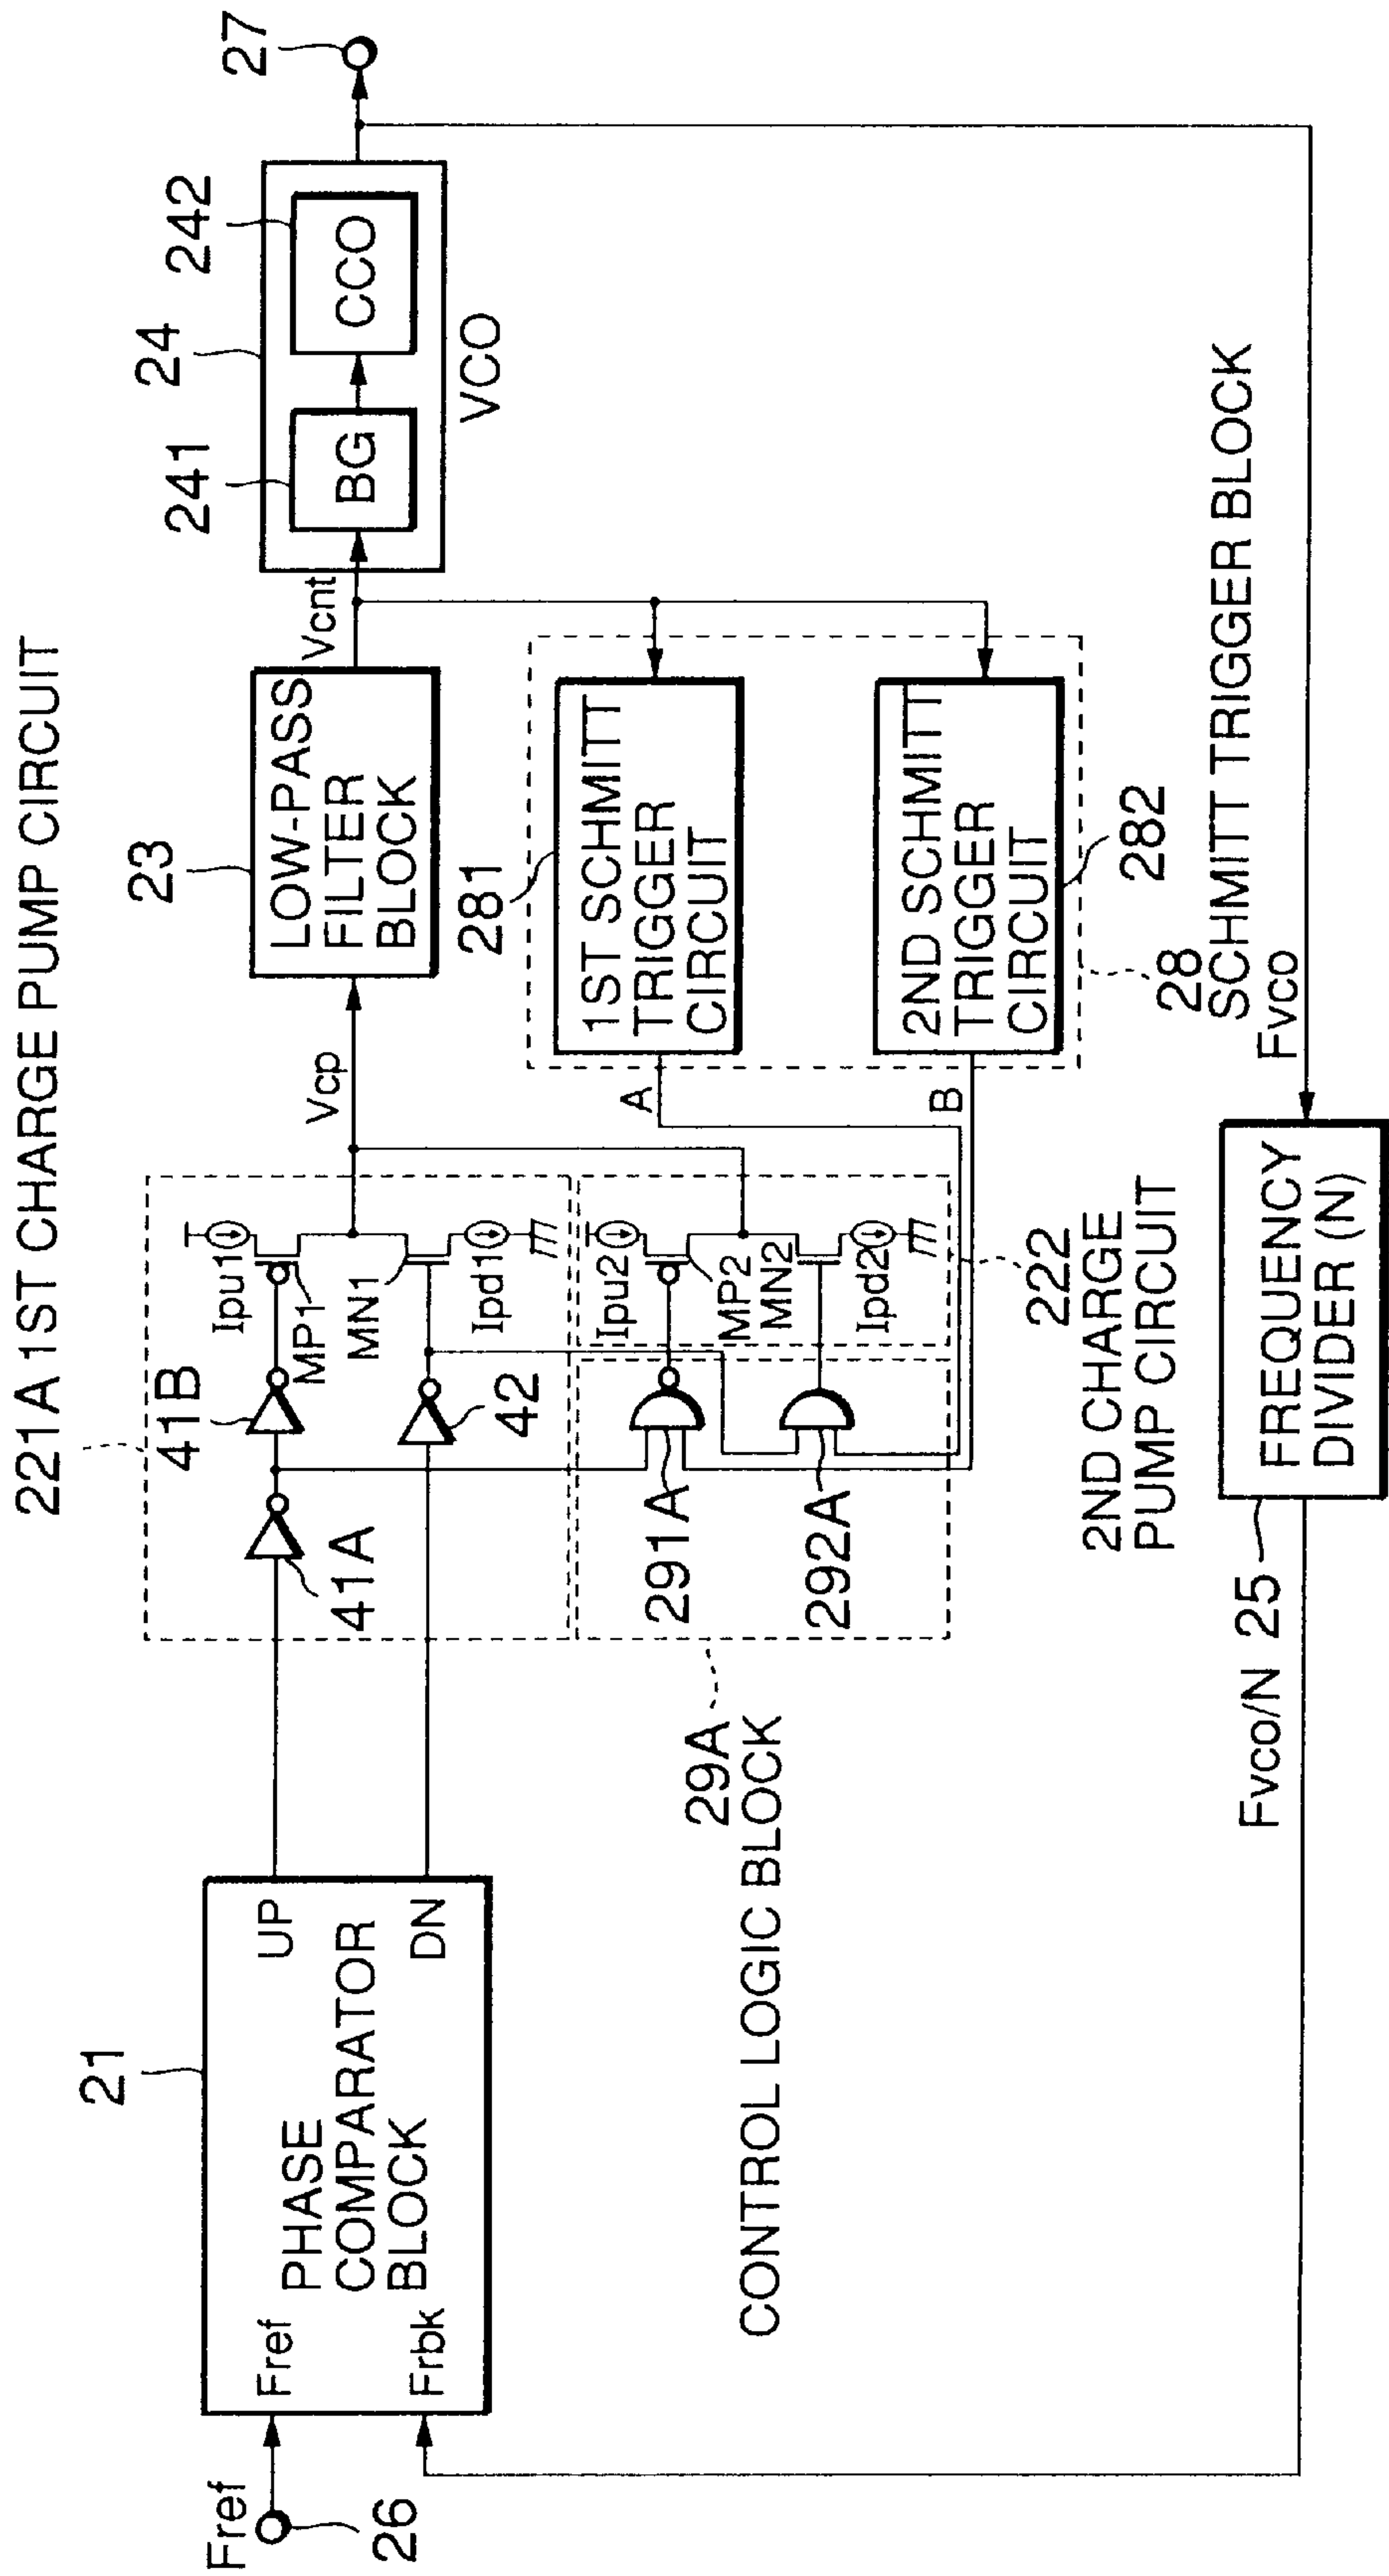 221A 1ST CHARGE PUMP CIRCUIT
21
Fref
26
Fref
Frbk
PHASE
COMPARATOR
BLOCK
UP
DN
41A
41B
42
Ipu1
MP1
MN1
Ipd1
Vcp
23
LOW-PASS
FILTER
BLOCK
Vcnt
24
241
BG
242
CCO
VCO
27
29A
CONTROL LOGIC BLOCK
291A
292A
Ipu2
MP2
MN2
Ipd2
222
2ND CHARGE
PUMP CIRCUIT
A
B
281
1ST SCHMITT
TRIGGER
CIRCUIT
2ND SCHMITT
TRIGGER
CIRCUIT
282
28
SCHMITT TRIGGER BLOCK
Fvco
FREQUENCY
DIVIDER (N)
25
Fvco/N